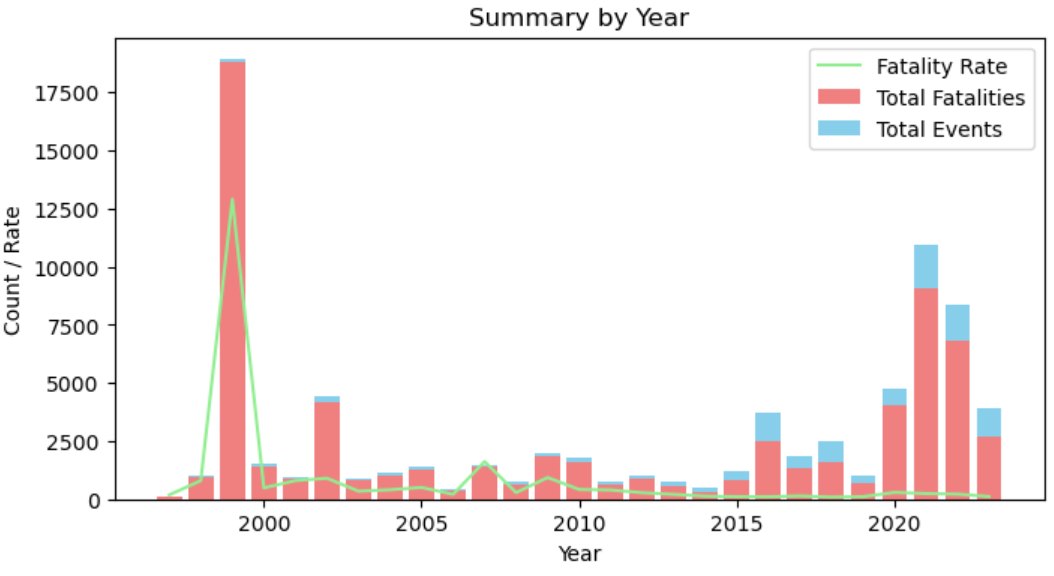 Summary by Year
Fatality Rate
Total Fatalities
Total Events
Count / Rate
17500
15000
12500
10000
7500
5000
2500
0
2000
2005
2010
2015
2020
Year